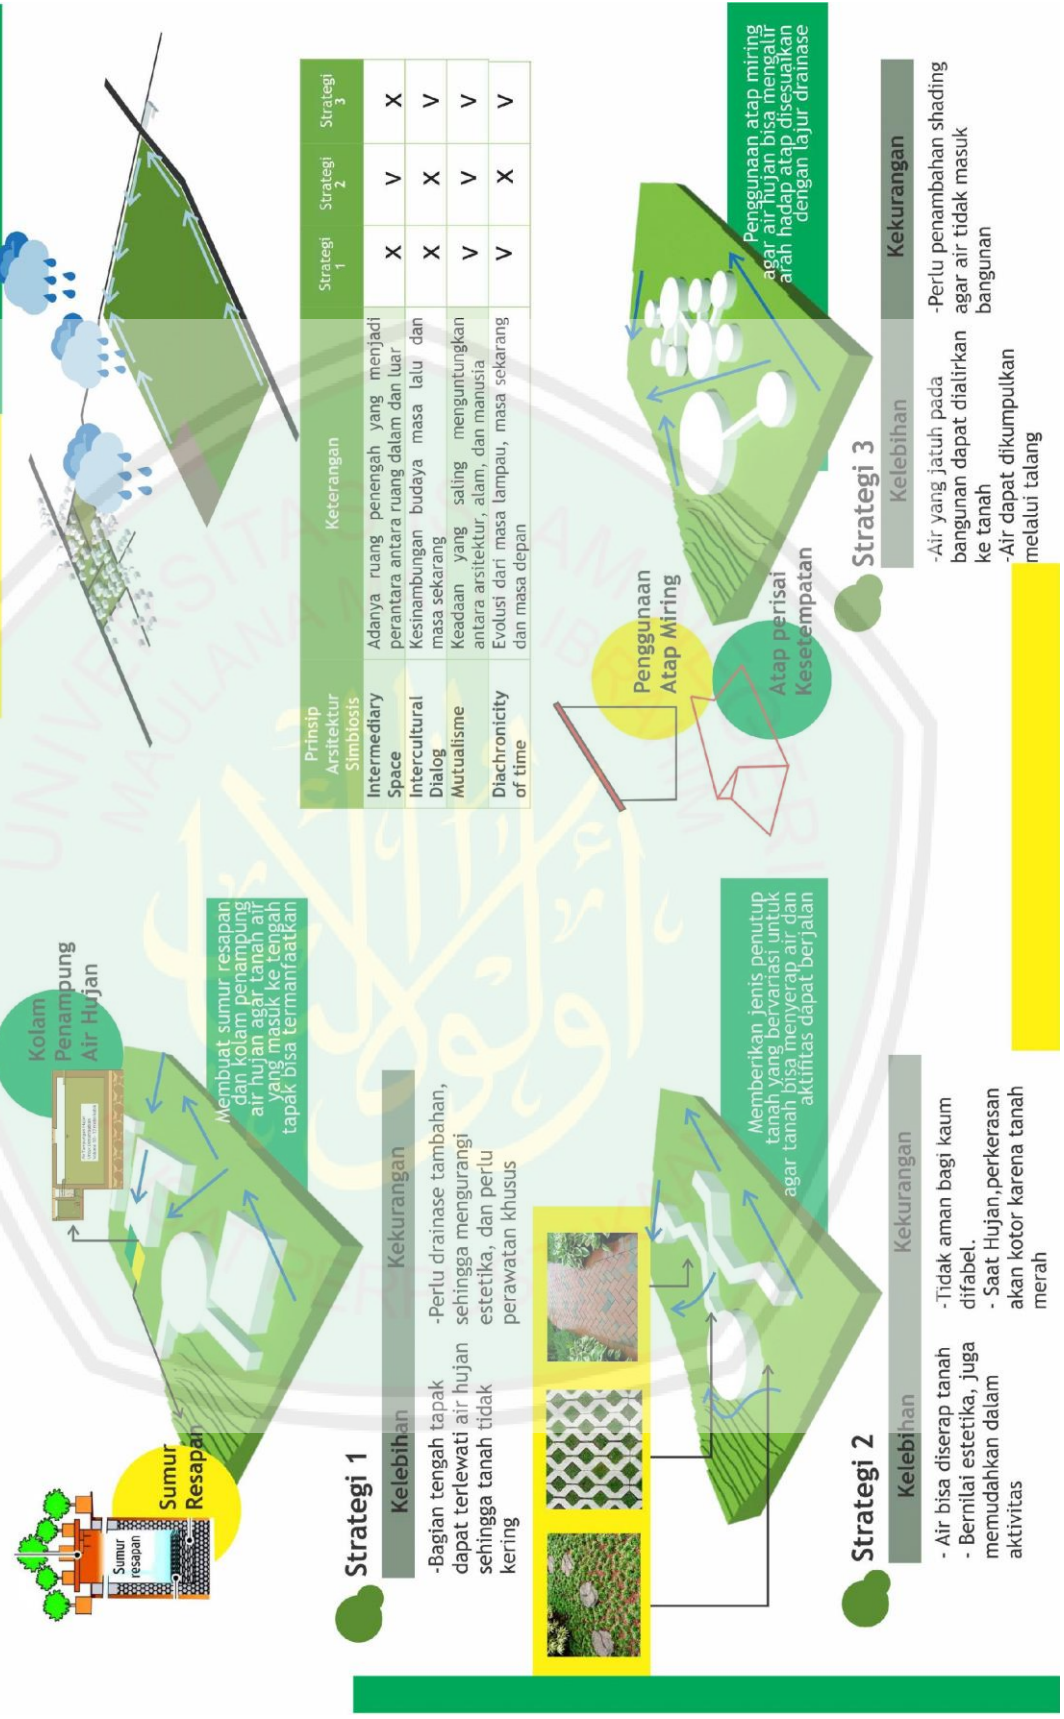 Sumur
resapan
Sumur
Resapan
Kolam
Penampung
Air Hujan
Membuat sumur resapan
dan kolam penampung
air hujan agar tanah air
yang masuk ke tengah
tapak bisa termanfaatkan
Strategi 1
Kelebihan
Kekurangan
-Bagian tengah tapak
dapat terlewati air hujan
sehingga tanah tidak
kering
-Perlu drainase tambahan,
sehingga mengurangi
estetika, dan perlu
perawatan khusus
Prinsip
Arsitektur
Simbiosis
Keterangan
Strategi
1
Strategi
2
Strategi
3
Intermediary
Space
Adanya ruang penengah yang menjadi
perantara antara ruang dalam dan luar
X
V
X
Intercultural
Dialog
Kesinambungan budaya masa lalu dan
masa sekarang
X
X
V
Mutualisme
Keadaan yang saling menguntungkan
antara arsitektur, alam, dan manusia
V
V
V
Diachronicity
of time
Evolusi dari masa lampau, masa sekarang
dan masa depan
V
X
V
Memberikan jenis penutup
tanah yang bervariasi untuk
agar tanah bisa menyerap air dan
aktifitas dapat berjalan
Strategi 2
Kelebihan
Kekurangan
- Air bisa diserap tanah
- Bernilai estetika, juga
memudahkan dalam
aktivitas
-Tidak aman bagi kaum
difabel.
- Saat Hujan,perkerasan
akan kotor karena tanah
merah
Penggunaan
Atap Miring
Atap perisai
Kesetempatan
Penggunaan atap miring
agar air hujan bisa mengalir
arah hadap atap disesuaikan
dengan lajur drainase
Strategi 3
Kelebihan
Kekurangan
-Air yang jatuh pada
bangunan dapat dialirkan
ke tanah
-Air dapat dikumpulkan
melalui talang
-Perlu penambahan shading
agar air tidak masuk
bangunan